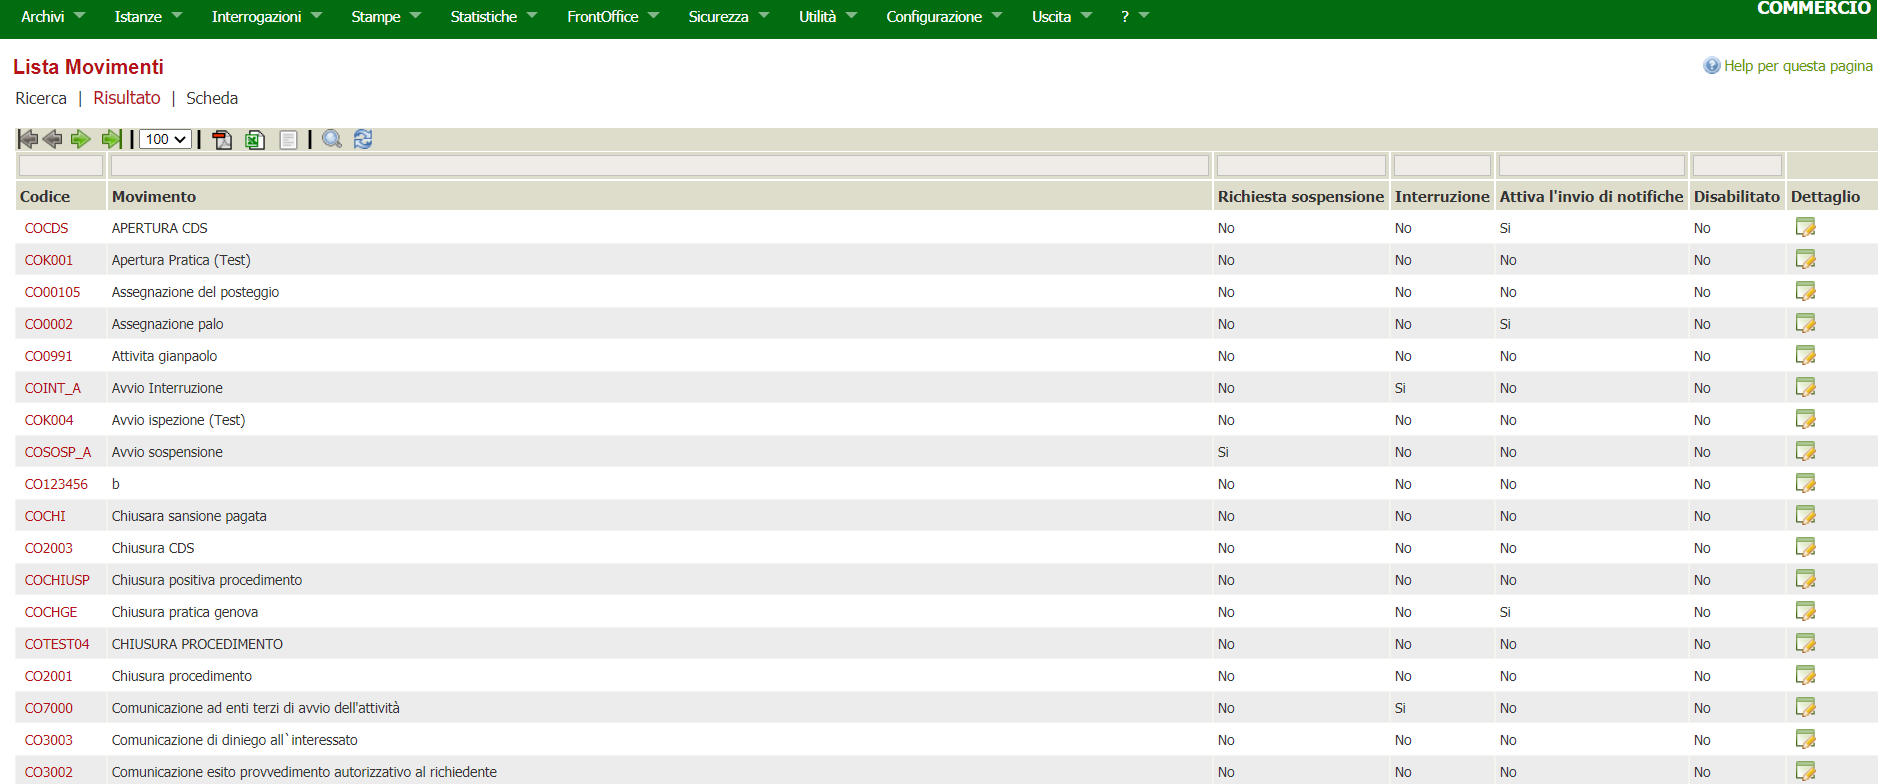 COMMERCIO
Archivi Istanze Interrogazioni Stampe Statistiche FrontOffice Sicurezza Utilità Configurazione Uscita ?
Lista Movimenti
Help per questa pagina
Ricerca | Risultato | Scheda
100
Codice Movimento Richiesta sospensione Interruzione Attiva l'invio di notifiche Disabilitato Dettaglio
COCDS APERTURA CDS No No Si No
COK001 Apertura Pratica (Test) No No No No
CO00105 Assegnazione del posteggio No No No No
CO0002 Assegnazione palo No No Si No
CO0991 Attivita gianpaolo No No No No
COINT_A Avvio Interruzione No Si No No
COK004 Avvio ispezione (Test) No No No No
COSOSP_A Avvio sospensione Si No No No
CO123456 b No No No No
COCHI Chiusara sansione pagata No No No No
CO2003 Chiusura CDS No No No No
COCHIUSP Chiusura positiva procedimento No No No No
COCHGE Chiusura pratica genova No No Si No
COTEST04 CHIUSURA PROCEDIMENTO No No No No
CO2001 Chiusura procedimento No No No No
CO7000 Comunicazione ad enti terzi di avvio dell'attività No Si No No
CO3003 Comunicazione di diniego all`interessato No No No No
CO3002 Comunicazione esito provvedimento autorizzativo al richiedente No No No No